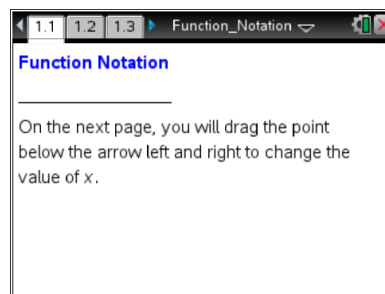 1.1 1.2 1.3 Function_Notation
Function Notation
On the next page, you will drag the point
below the arrow left and right to change the
value of x.